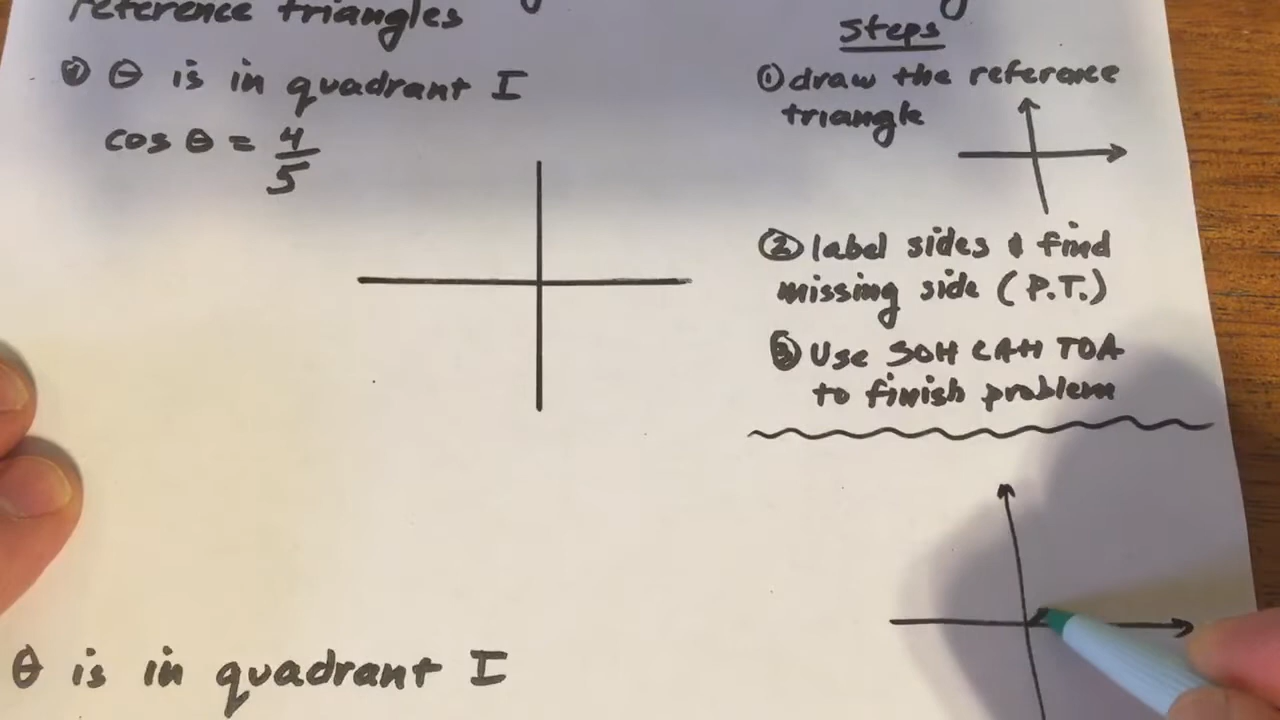 reference triangles
① θ is in quadrant I
cos θ = 4/5
Steps
① draw the reference
triangle
② label sides & find
missing side (P.T.)
③ Use SOH CAH TOA
to finish problem
θ is in quadrant I